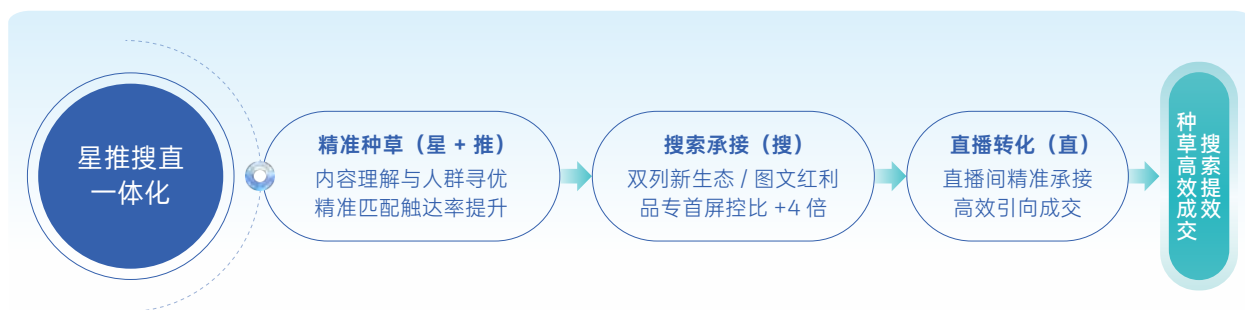 星推搜直
一体化
精准种草（星 + 推）
内容理解与人群寻优
精准匹配触达率提升
搜索承接（搜）
双列新生态 / 图文红利
品专首屏控比 +4 倍
直播转化（直）
直播间精准承接
高效引向成交
搜索提效
种草高效成交